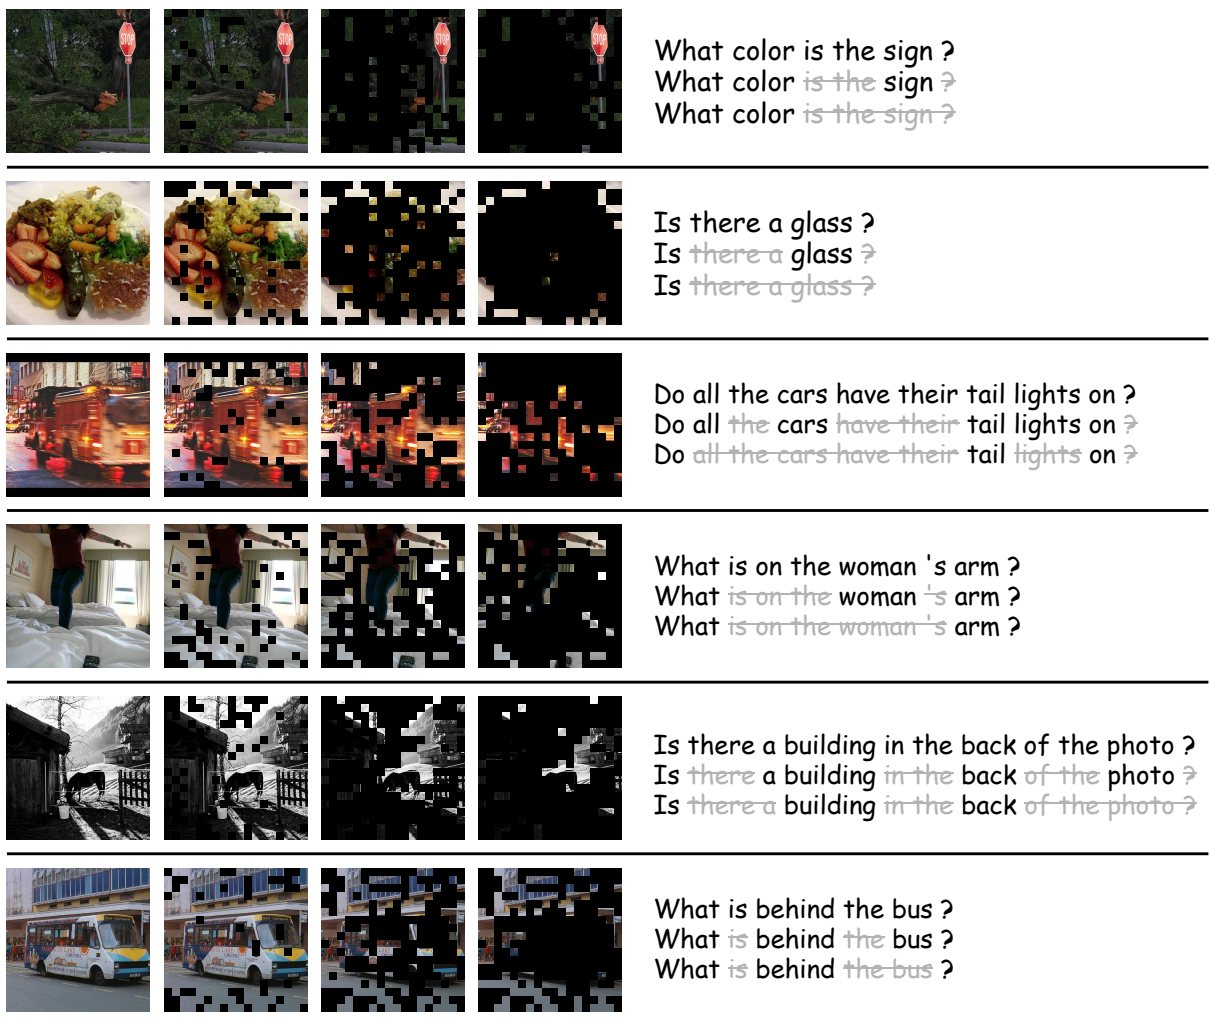 STOP
STOP
STOP
STOP
What color is the sign ?
What color is the sign ?
What color is the sign ?
Is there a glass ?
Is there a glass ?
Is there a glass ?
Do all the cars have their tail lights on ?
Do all the cars have their tail lights on ?
Do all the cars have their tail lights on ?
What is on the woman 's arm ?
What is on the woman 's arm ?
What is on the woman 's arm ?
Is there a building in the back of the photo ?
Is there a building in the back of the photo ?
Is there a building in the back of the photo ?
What is behind the bus ?
What is behind the bus ?
What is behind the bus ?